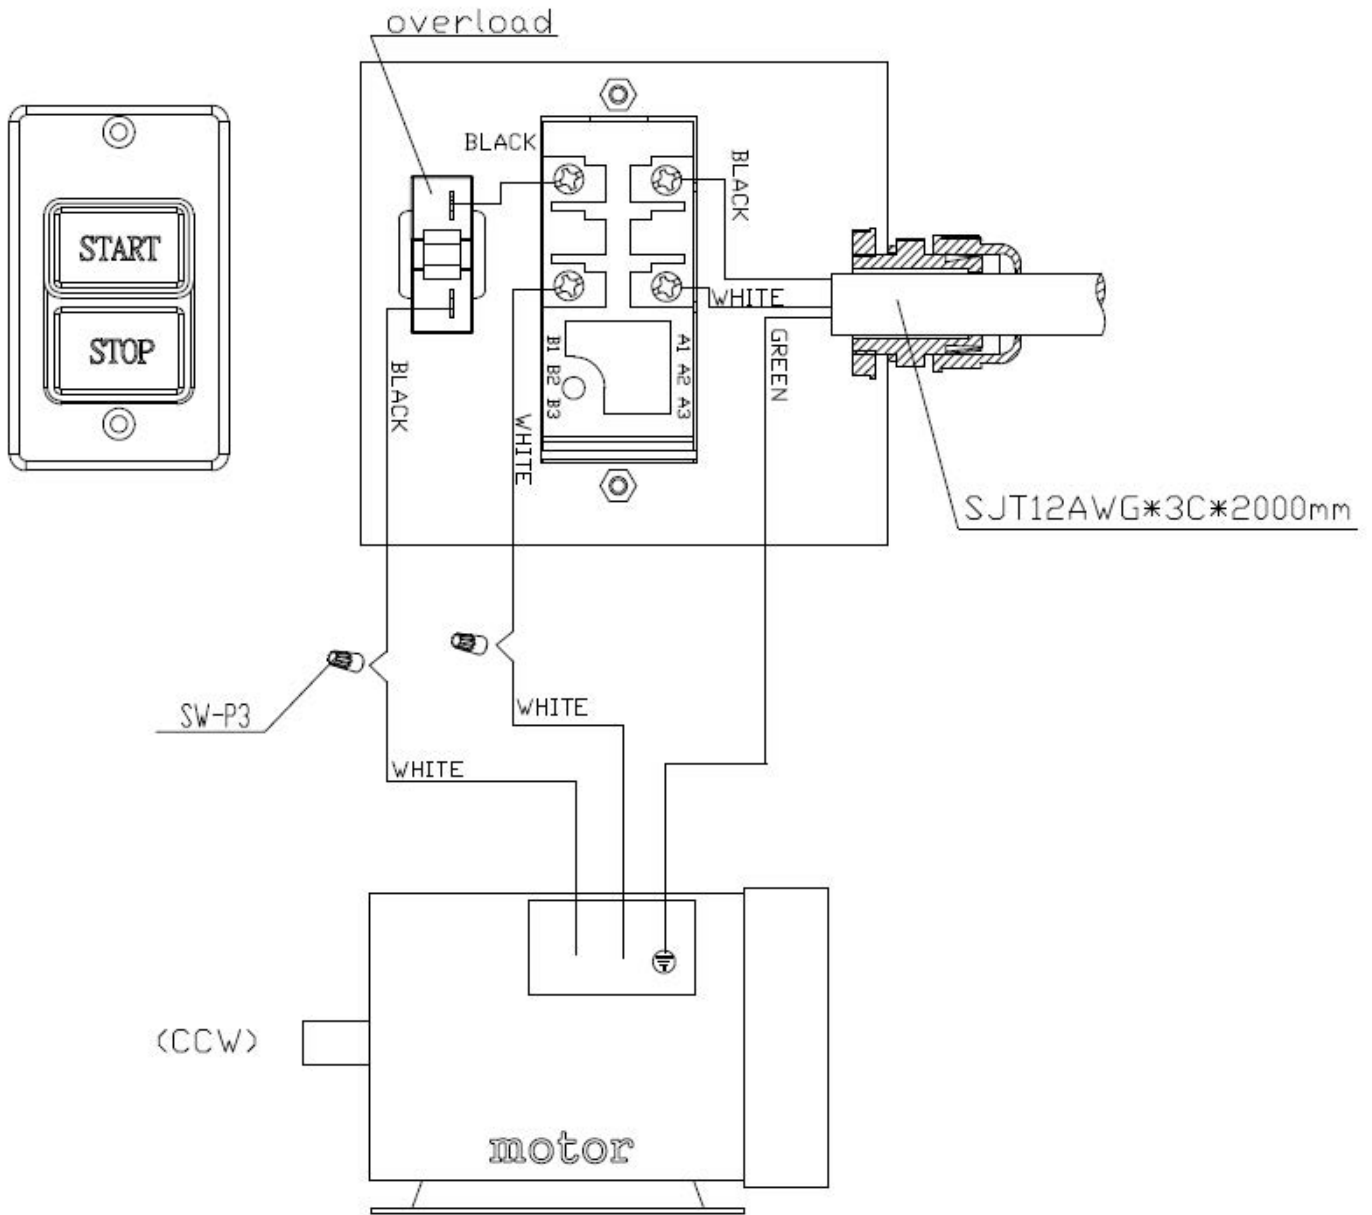 overload
BLACK
BLACK
START
STOP
WHITE
B1
B2
B3
A1
A2
A3
GREEN
BLACK
WHITE
SJT12AWG*3C*2000mm
SW-P3
WHITE
WHITE
(CCW)
motor